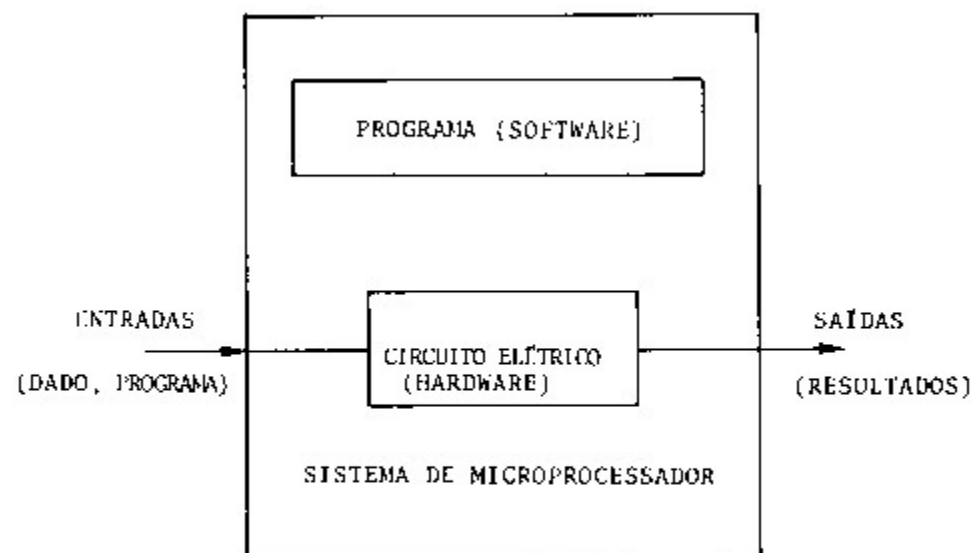 PROGRAMA (SOFTWARE)
ENTRADAS
(DADO, PROGRAMA)
CIRCUITO ELÉTRICO
(HARDWARE)
SAÍDAS
(RESULTADOS)
SISTEMA DE MICROPROCESSADOR